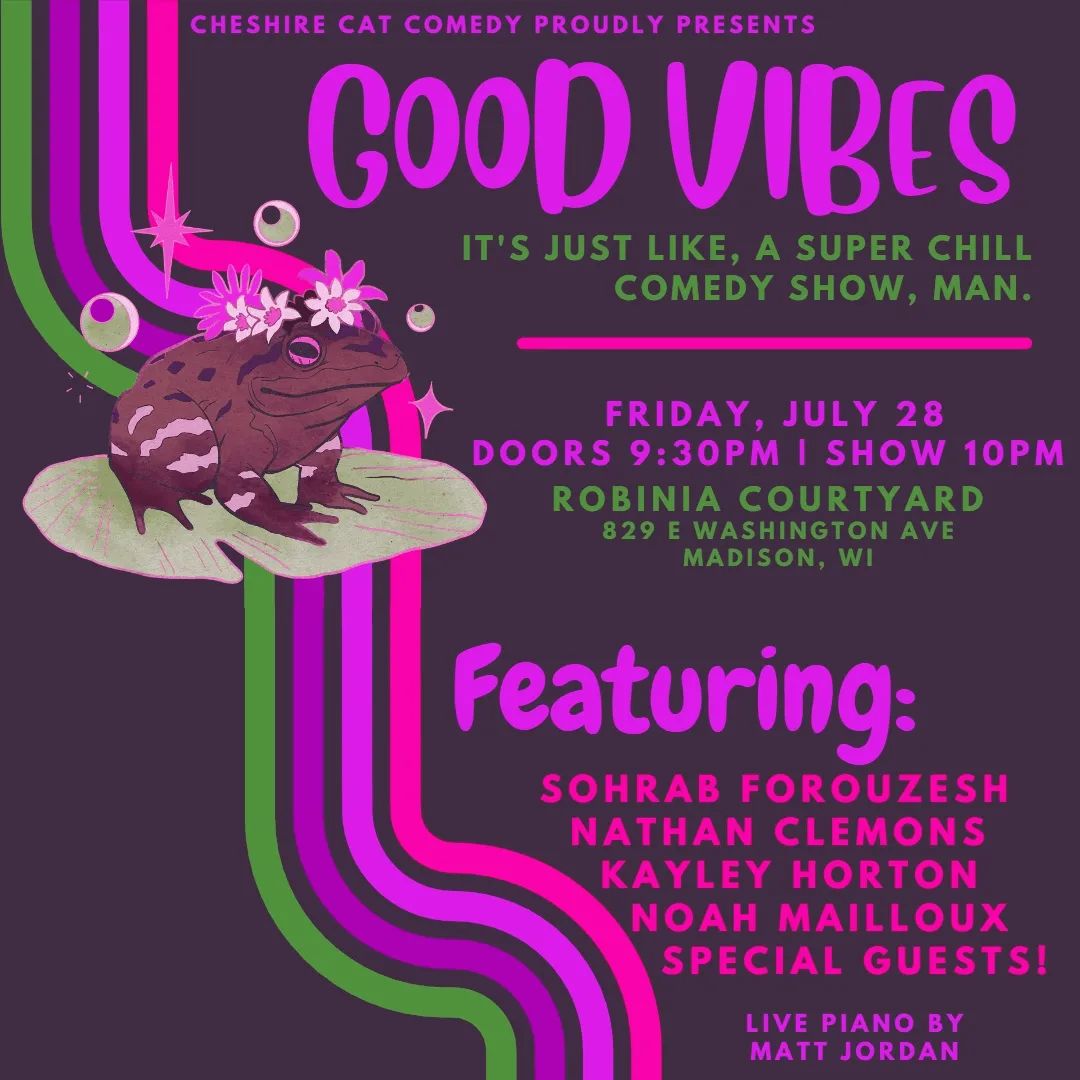 CHESHIRE CAT COMEDY PROUDLY PRESENTS
GOOD VIBES
IT'S JUST LIKE, A SUPER CHILL
COMEDY SHOW, MAN.
FRIDAY, JULY 28
DOORS 9:30PM | SHOW 10PM
ROBINIA COURTYARD
829 E WASHINGTON AVE
MADISON, WI
Featuring:
SOHRAB FOROUZESH
NATHAN CLEMONS
KAYLEY HORTON
NOAH MAILLOUX
SPECIAL GUESTS!
LIVE PIANO BY
MATT JORDAN